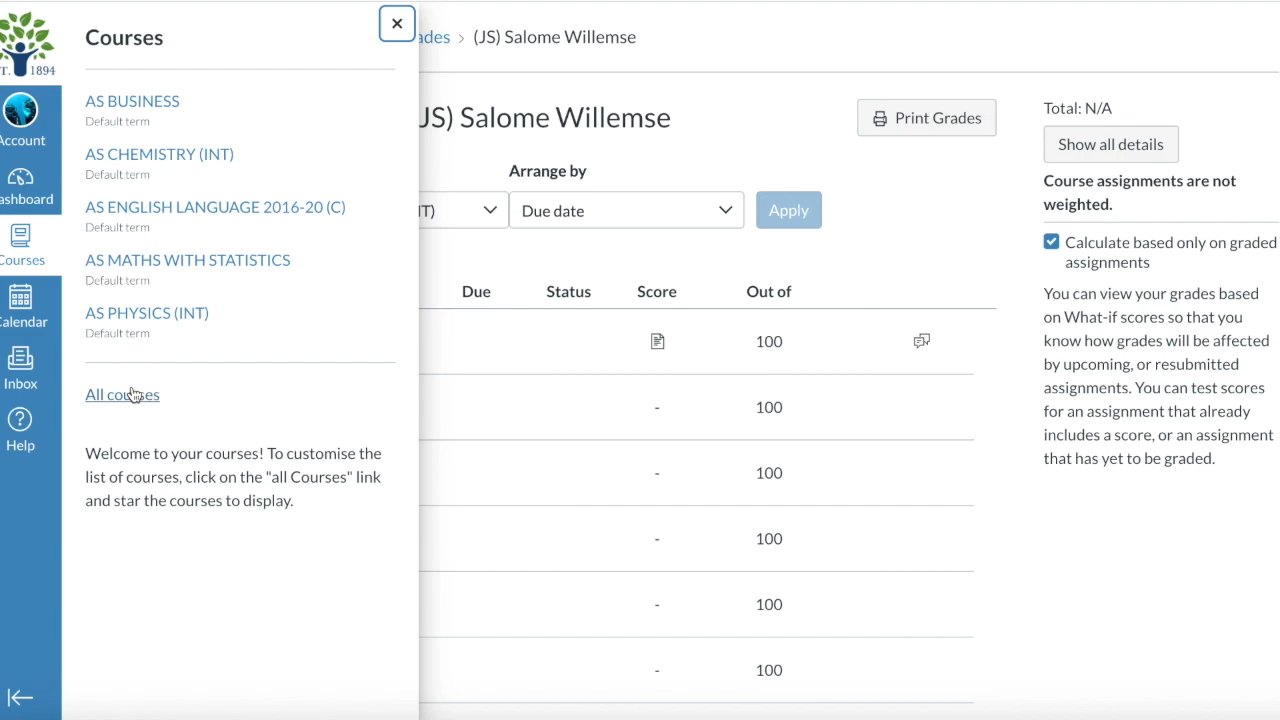 T. 1894
Account
ashboard
Courses
Calendar
Inbox
Help
Courses
AS BUSINESS
Default term
AS CHEMISTRY (INT)
Default term
AS ENGLISH LANGUAGE 2016-20 (C)
Default term
AS MATHS WITH STATISTICS
Default term
AS PHYSICS (INT)
Default term
All courses
Welcome to your courses! To customise the
list of courses, click on the "all Courses" link
and star the courses to display.
ades > (JS) Salome Willemse
JS) Salome Willemse
Print Grades
Arrange by
IT)
Due date
Apply
Due Status Score Out of
100
- 100
- 100
- 100
- 100
- 100
Total: N/A
Show all details
Course assignments are not
weighted.
Calculate based only on graded
assignments
You can view your grades based
on What-if scores so that you
know how grades will be affected
by upcoming, or resubmitted
assignments. You can test scores
for an assignment that already
includes a score, or an assignment
that has yet to be graded.